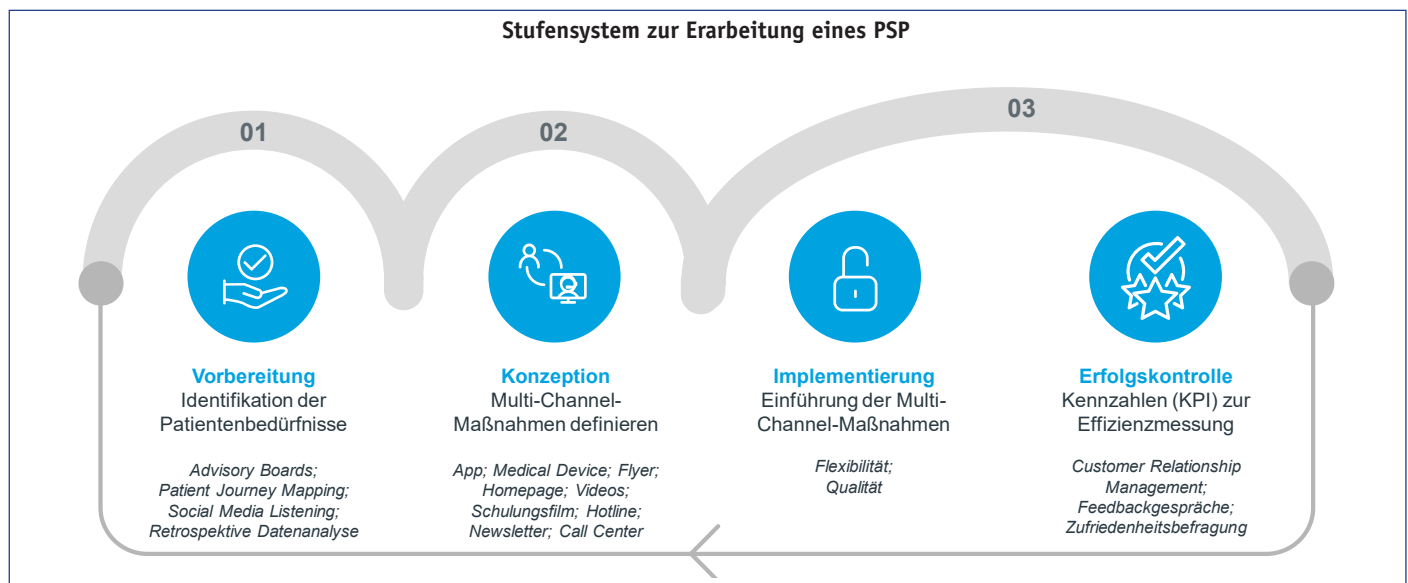 Stufensystem zur Erarbeitung eines PSP
01
02
03
Vorbereitung
Identifikation der
Patientenbedürfnisse
Advisory Boards;
Patient Journey Mapping;
Social Media Listening;
Retrospektive Datenanalyse
Konzeption
Multi-Channel-
Maßnahmen definieren
App; Medical Device; Flyer;
Homepage; Videos;
Schulungsfilm; Hotline;
Newsletter; Call Center
Implementierung
Einführung der Multi-
Channel-Maßnahmen
Flexibilität;
Qualität
Erfolgskontrolle
Kennzahlen (KPI) zur
Effizienzmessung
Customer Relationship
Management;
Feedbackgespräche;
Zufriedenheitsbefragung